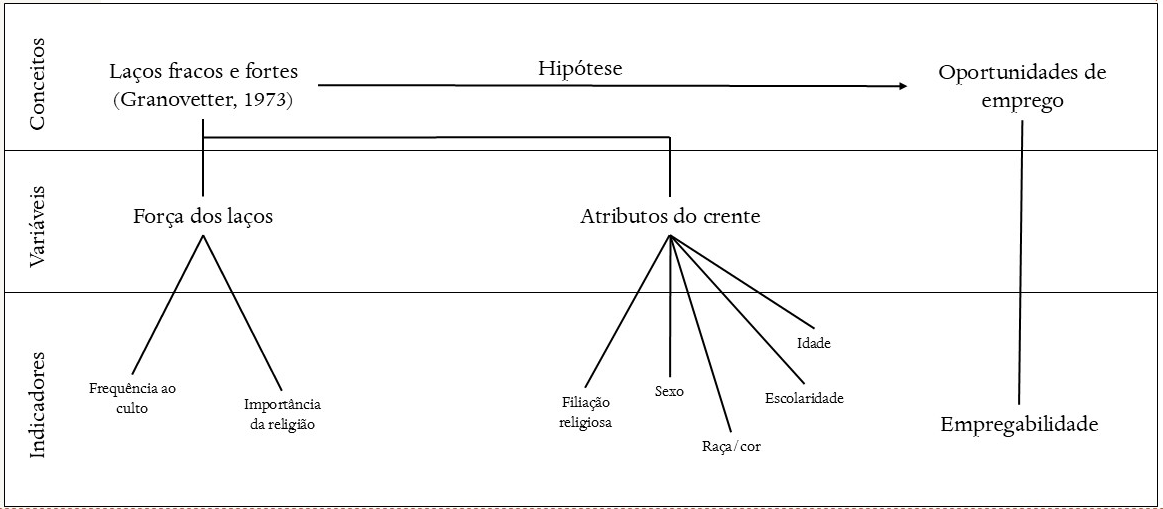 Conceitos
Laços fracos e fortes
(Granovetter, 1973)
Hipótese
Oportunidades de
emprego
Variáveis
Força dos laços
Atributos do crente
Indicadores
Frequência ao
culto
Importância
da religião
Filiação
religiosa
Sexo
Raça/cor
Escolaridade
Idade
Empregabilidade